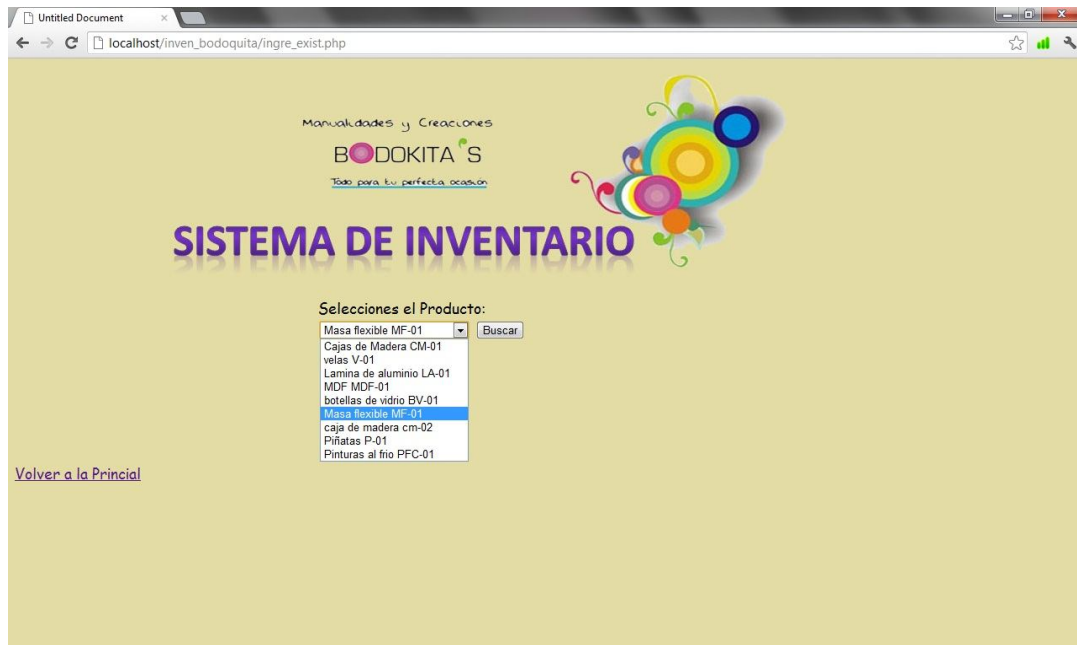 Untitled Document
localhost/inven_bodoquita/ingre_exist.php
Manualidades y Creaciones
BODOKITA'S
Todo para tu perfecta ocasión
SISTEMA DE INVENTARIO
Selecciones el Producto:
Masa flexible MF-01
Buscar
Cajas de Madera CM-01
velas V-01
Lamina de aluminio LA-01
MDF MDF-01
botellas de vidrio BV-01
Masa flexible MF-01
caja de madera cm-02
Piñatas P-01
Pinturas al frio PFC-01
Volver a la Princial